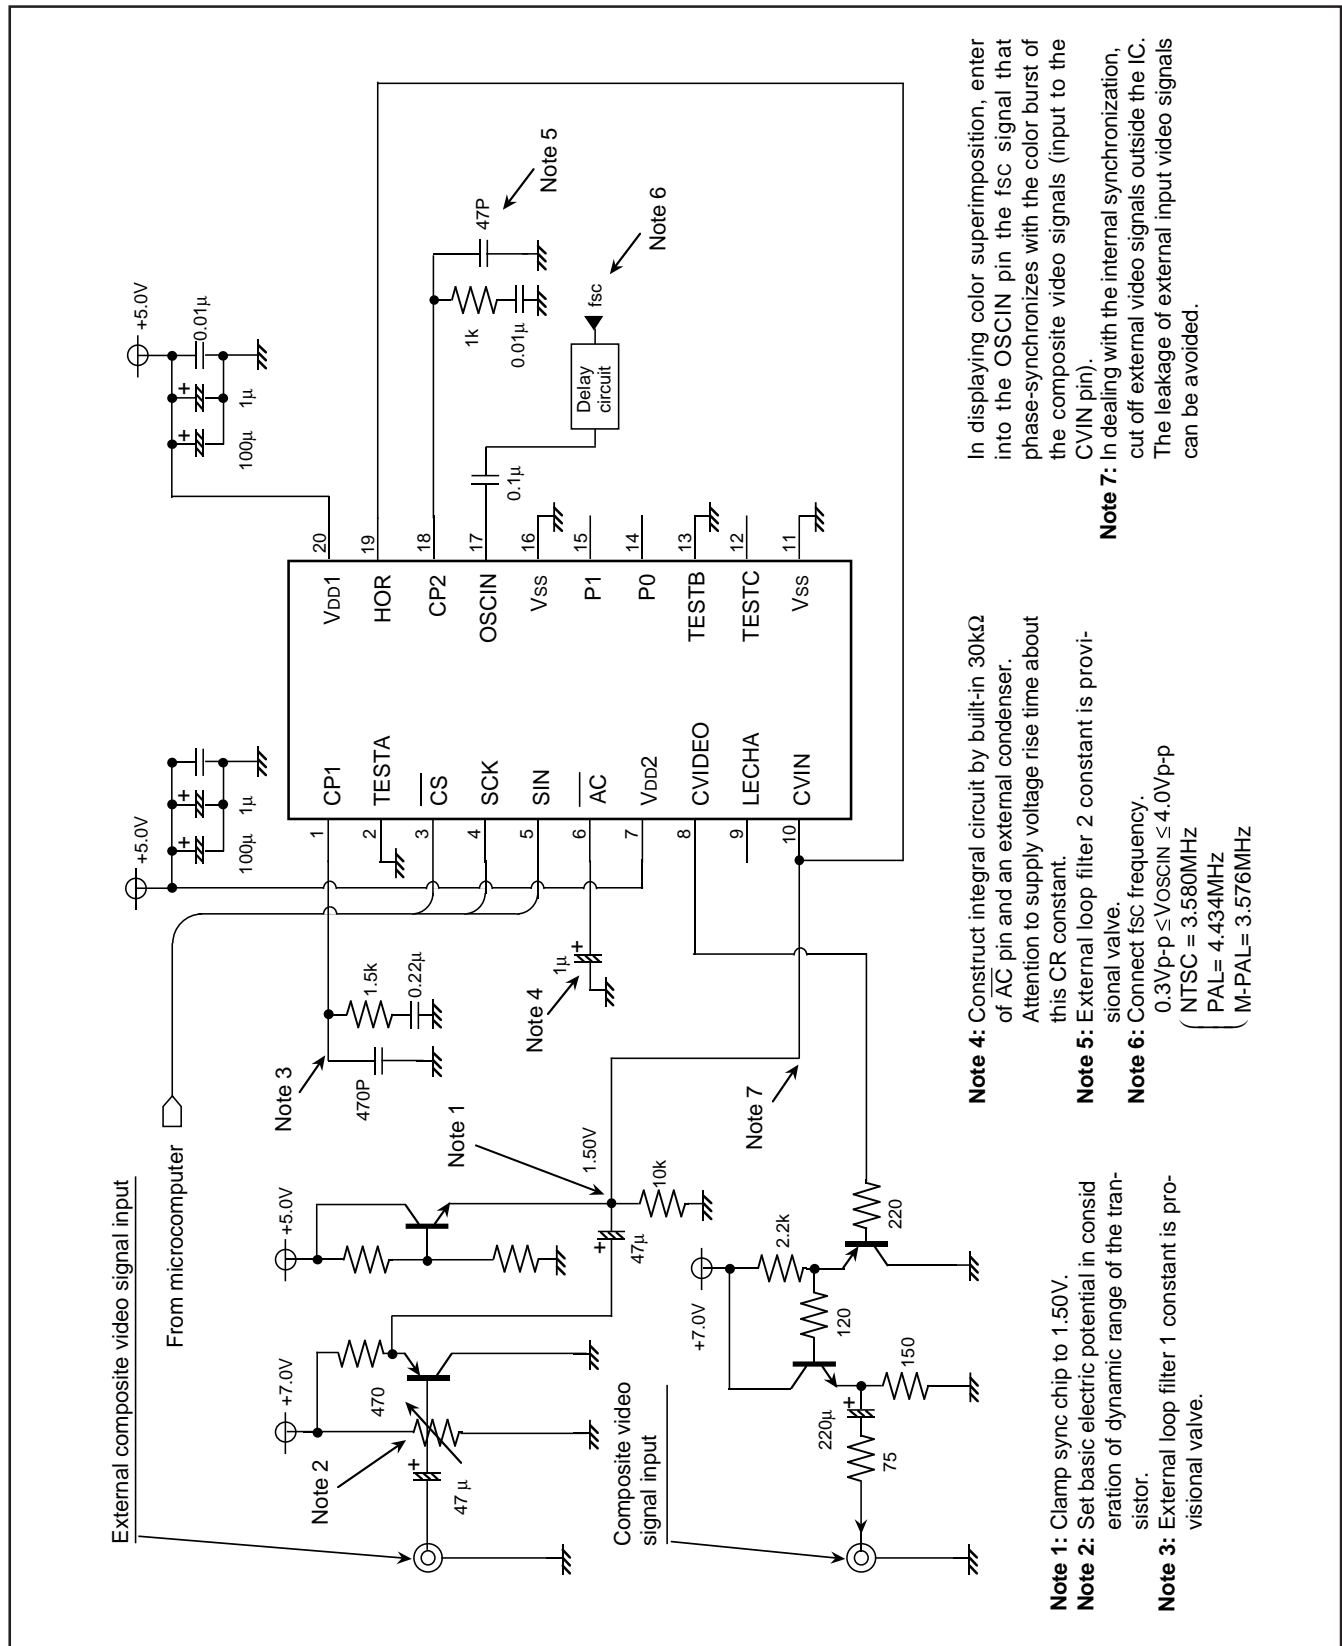 External composite video signal input
From microcomputer
+7.0V
470
Note 2
47 μ
+
+5.0V
Note 1
1.50V
47μ
+
10k
Note 3
470P
1.5k
0.22μ
1μ
+
Note 4
Note 7
+5.0V
100μ
+
1μ
+
+5.0V
100μ
+
1μ
+
0.01μ
1
2
3
4
5
6
7
8
9
10
CP1
TESTA
CS
SCK
SIN
AC
VDD2
CVIDEO
LECHA
CVIN
VDD1
HOR
CP2
OSCIN
VSS
P1
P0
TESTB
TESTC
VSS
20
19
18
17
16
15
14
13
12
11
1k
0.01μ
47P
Note 5
0.1μ
Delay
circuit
fsc
Note 6
Composite video
signal input
+7.0V
2.2k
120
220
150
220μ
+
75
Note 1: Clamp sync chip to 1.50V.
Note 2: Set basic electric potential in consid
eration of dynamic range of the tran-
sistor.
Note 3: External loop filter 1 constant is pro-
visional valve.
Note 4: Construct integral circuit by built-in 30kΩ
of AC pin and an external condenser.
Attention to supply voltage rise time about
this CR constant.
Note 5: External loop filter 2 constant is provi-
sional valve.
Note 6: Connect fsc frequency.
0.3Vp-p ≤ VOSCIN ≤ 4.0Vp-p
( NTSC = 3.580MHz
PAL= 4.434MHz
M-PAL= 3.576MHz )
In displaying color superimposition, enter
into the OSCIN pin the fsc signal that
phase-synchronizes with the color burst of
the composite video signals (input to the
CVIN pin).
Note 7: In dealing with the internal synchronization,
cut off external video signals outside the IC.
The leakage of external input video signals
can be avoided.